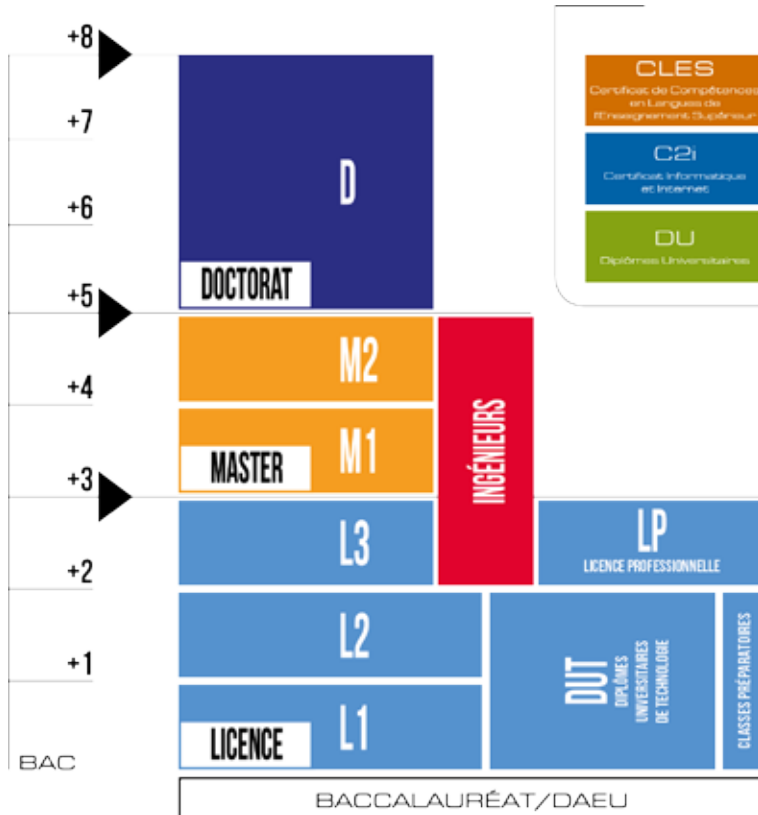 +8
+7
+6
+5
+4
+3
+2
+1
BAC
D
DOCTORAT
M2
M1
MASTER
INGÉNIEURS
L3
LP
LICENCE PROFESSIONNELLE
L2
L1
LICENCE
DUT
DIPLÔMES
UNIVERSITAIRES
DE TECHNOLOGIE
CLASSES PRÉPARATOIRES
BACCALAURÉAT/DAEU
CLES
Certificat de Compétences
en Langues de
l'Enseignement Supérieur
C2i
Certificat Informatique
et Internet
DU
Diplômes Universitaires